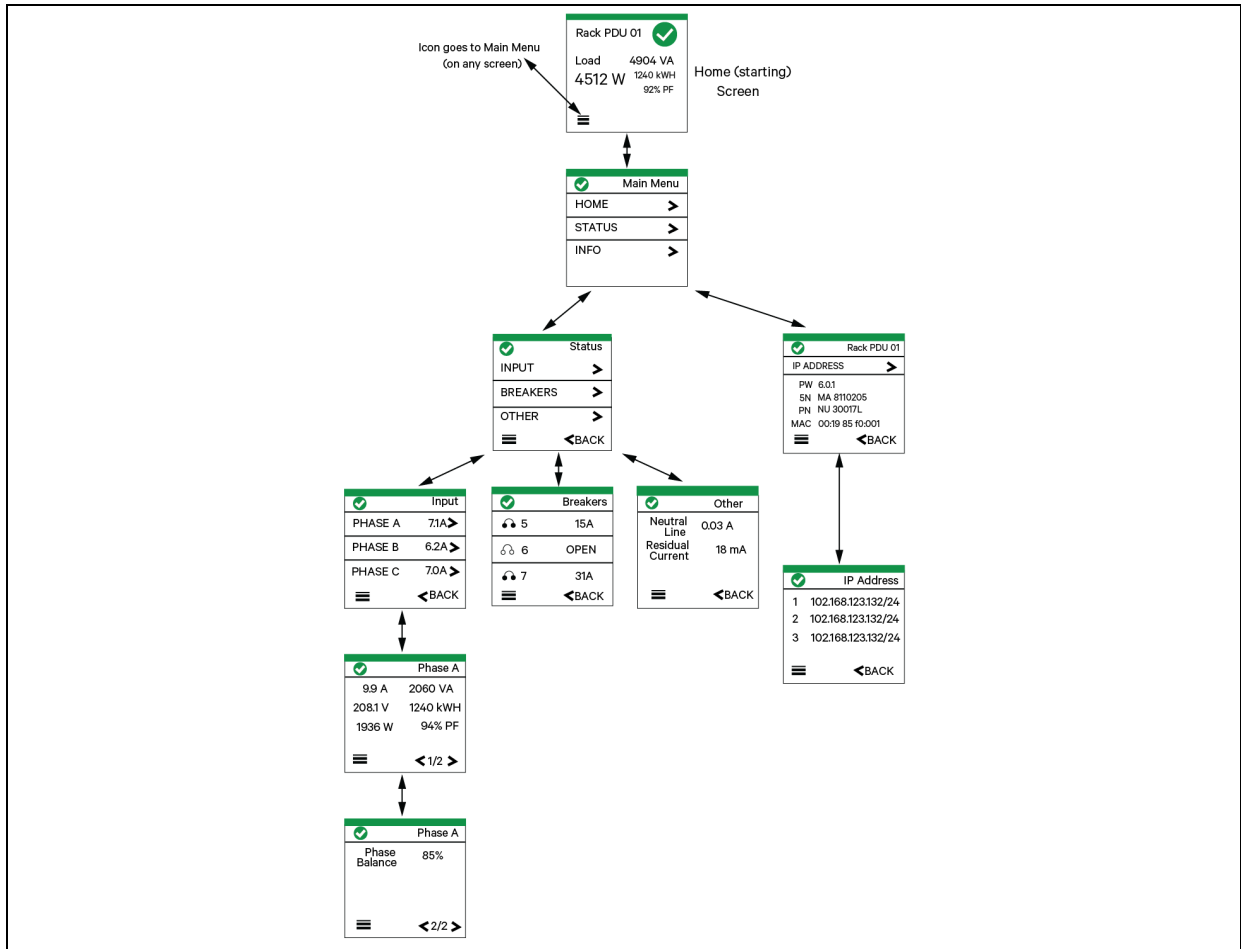 Icon goes to Main Menu
(on any screen)
Rack PDU 01
Load 4904 VA
4512 W 1240 kWH
92% PF
Home (starting)
Screen
Main Menu
HOME >
STATUS >
INFO >
Status
INPUT >
BREAKERS >
OTHER >
<BACK
Rack PDU 01
IP ADDRESS >
PW 6.0.1
5N MA 8110205
PN NU 30017L
MAC 00:19 85 f0:001
<BACK
Input
PHASE A 7.1A>
PHASE B 6.2A>
PHASE C 7.0A>
<BACK
Breakers
5 15A
6 OPEN
7 31A
<BACK
Other
Neutral
Line 0.03 A
Residual
Current 18 mA
<BACK
IP Address
1 102.168.123.132/24
2 102.168.123.132/24
3 102.168.123.132/24
<BACK
Phase A
9.9 A 2060 VA
208.1 V 1240 kWH
1936 W 94% PF
< 1/2 >
Phase A
Phase
Balance 85%
< 2/2 >